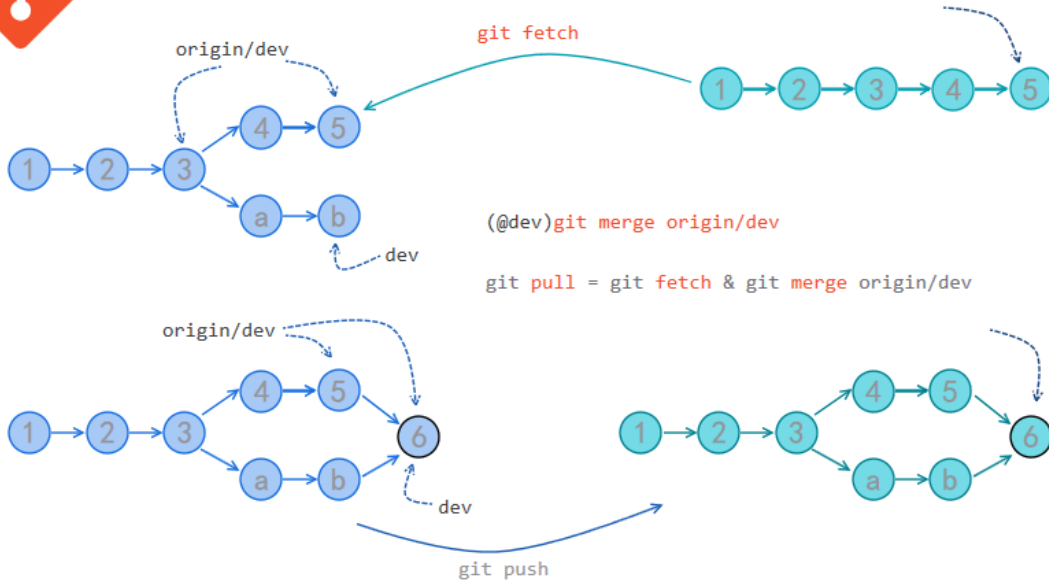 git fetch
origin/dev
1 2 3 4 5
4 5
1 2 3
a b
(@dev)git merge origin/dev
dev
git pull = git fetch & git merge origin/dev
origin/dev
4 5
4 5
1 2 3 6
1 2 3 6
a b
a b
dev
git push